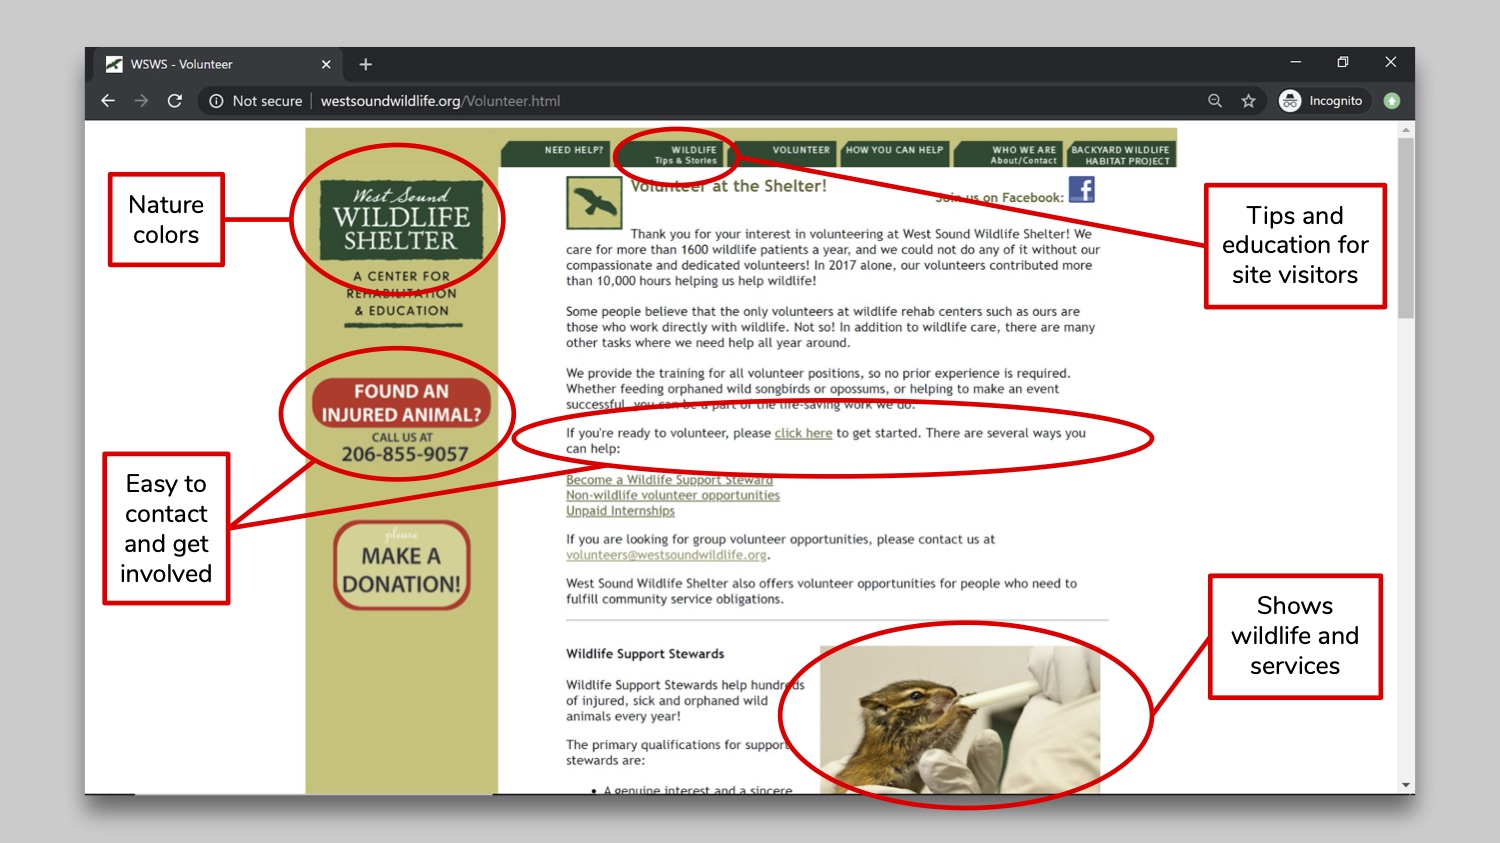 WSWS - Volunteer
Not secure | westsoundwildlife.org/Volunteer.html
Incognito
NEED HELP?
WILDLIFE
Tips & Stories
VOLUNTEER
HOW YOU CAN HELP
WHO WE ARE
About/Contact
BACKYARD WILDLIFE
HABITAT PROJECT
Nature
colors
West Sound
WILDLIFE
SHELTER
A CENTER FOR
REHABILITATION
& EDUCATION
FOUND AN
INJURED ANIMAL?
CALL US AT
206-855-9057
Easy to
contact
and get
involved
please
MAKE A
DONATION!
Volunteer at the Shelter!
Join us on Facebook:
Thank you for your interest in volunteering at West Sound Wildlife Shelter! We
care for more than 1600 wildlife patients a year, and we could not do any of it without our
compassionate and dedicated volunteers! In 2017 alone, our volunteers contributed more
than 10,000 hours helping us help wildlife!
Some people believe that the only volunteers at wildlife rehab centers such as ours are
those who work directly with wildlife. Not so! In addition to wildlife care, there are many
other tasks where we need help all year around.
We provide the training for all volunteer positions, so no prior experience is required.
Whether feeding orphaned wild songbirds or opossums, or helping to make an event
successful, you can be a part of the life-saving work we do.
If you're ready to volunteer, please click here to get started. There are several ways you
can help:
Become a Wildlife Support Steward
Non-wildlife volunteer opportunities
Unpaid Internships
If you are looking for group volunteer opportunities, please contact us at
volunteers@westsoundwildlife.org.
West Sound Wildlife Shelter also offers volunteer opportunities for people who need to
fulfill community service obligations.
Wildlife Support Stewards
Wildlife Support Stewards help hundreds
of injured, sick and orphaned wild
animals every year!
The primary qualifications for support
stewards are:
• A genuine interest and a sincere
Tips and
education for
site visitors
Shows
wildlife and
services